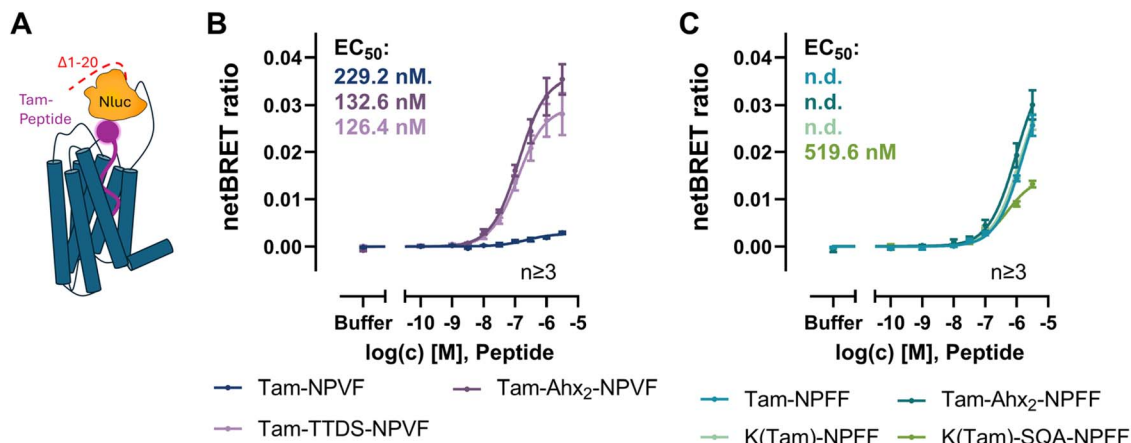 A
Δ1-20
Nluc
Tam-
Peptide
B
EC50:
229.2 nM.
132.6 nM
126.4 nM
netBRET ratio
0.04
0.03
0.02
0.01
0.00
n≥3
Buffer -10 -9 -8 -7 -6 -5
log(c) [M], Peptide
Tam-NPVF
Tam-Ahx2-NPVF
Tam-TTDS-NPVF
C
EC50:
n.d.
n.d.
n.d.
519.6 nM
netBRET ratio
0.04
0.03
0.02
0.01
0.00
n≥3
Buffer -10 -9 -8 -7 -6 -5
log(c) [M], Peptide
Tam-NPFF
Tam-Ahx2-NPFF
K(Tam)-NPFF
K(Tam)-SQA-NPFF